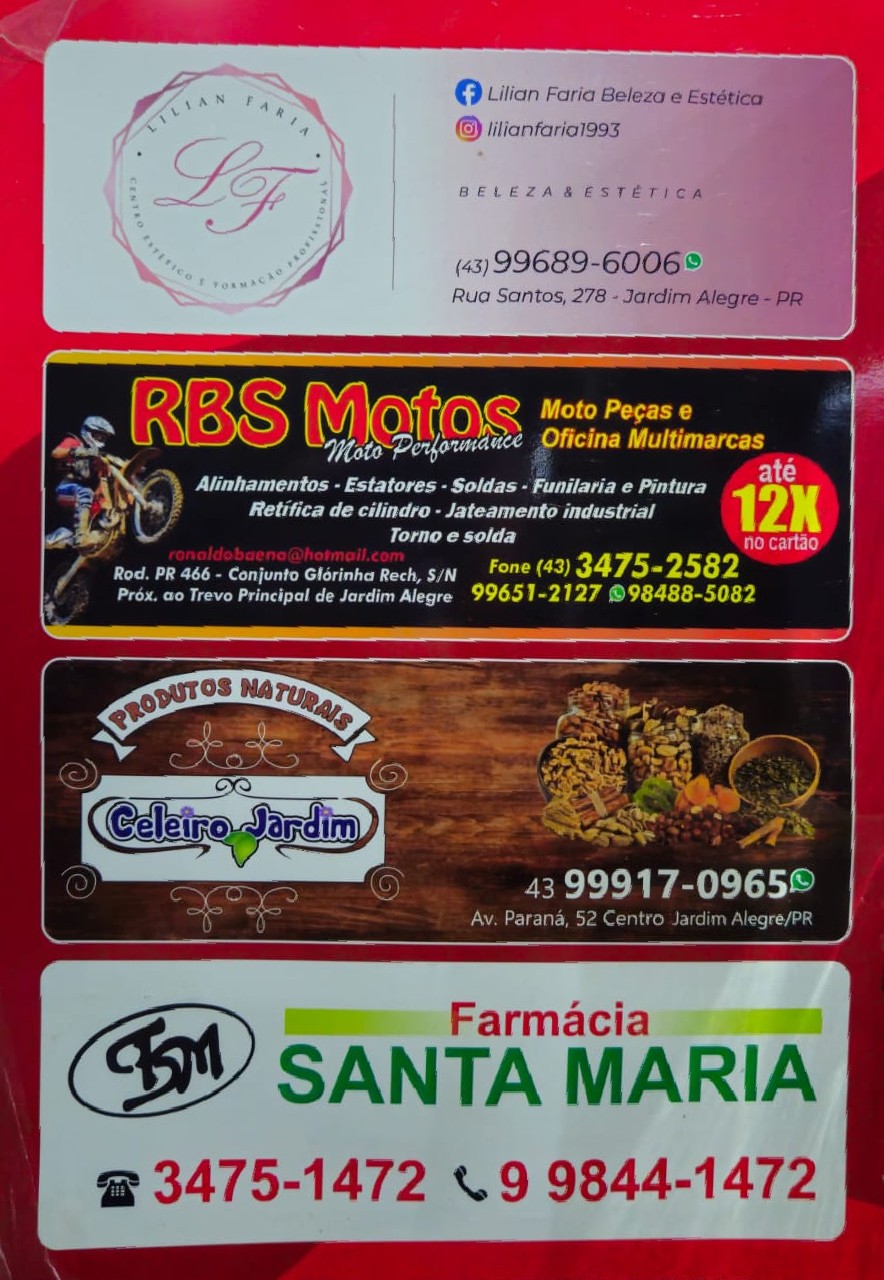 LILIAN FARIA
LF
CENTRO ESTÉTICO E FORMAÇÃO PROFISSIONAL
Lilian Faria Beleza e Estética
lilianfaria1993
BELEZA & ESTÉTICA
(43) 99689-6006
Rua Santos, 278 - Jardim Alegre - PR
RBS Motos
Moto Performance
Moto Peças e
Oficina Multimarcas
Alinhamentos - Estatores - Soldas - Funilaria e Pintura
Retífica de cilindro - Jateamento industrial
Torno e solda
até
12X
no cartão
ronaldobaena@hotmail.com
Rod. PR 466 - Conjunto Glórinha Rech, S/N
Próx. ao Trevo Principal de Jardim Alegre
Fone (43) 3475-2582
99651-2127 98488-5082
PRODUTOS NATURAIS
Celeiro Jardim
43 99917-0965
Av. Paraná, 52 Centro Jardim Alegre/PR
FSM
Farmácia
SANTA MARIA
3475-1472 9 9844-1472